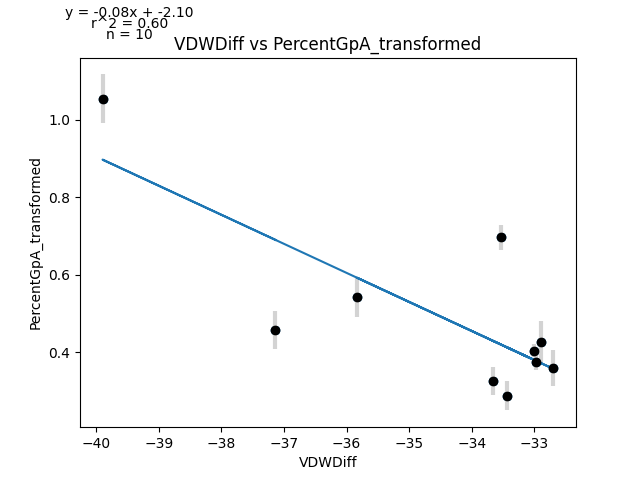 y = -0.08x + -2.10
r^2 = 0.60
n = 10
VDWDiff vs PercentGpA_transformed
PercentGpA_transformed
1.0
0.8
0.6
0.4
−40 −39 −38 −37 −36 −35 −34 −33
VDWDiff